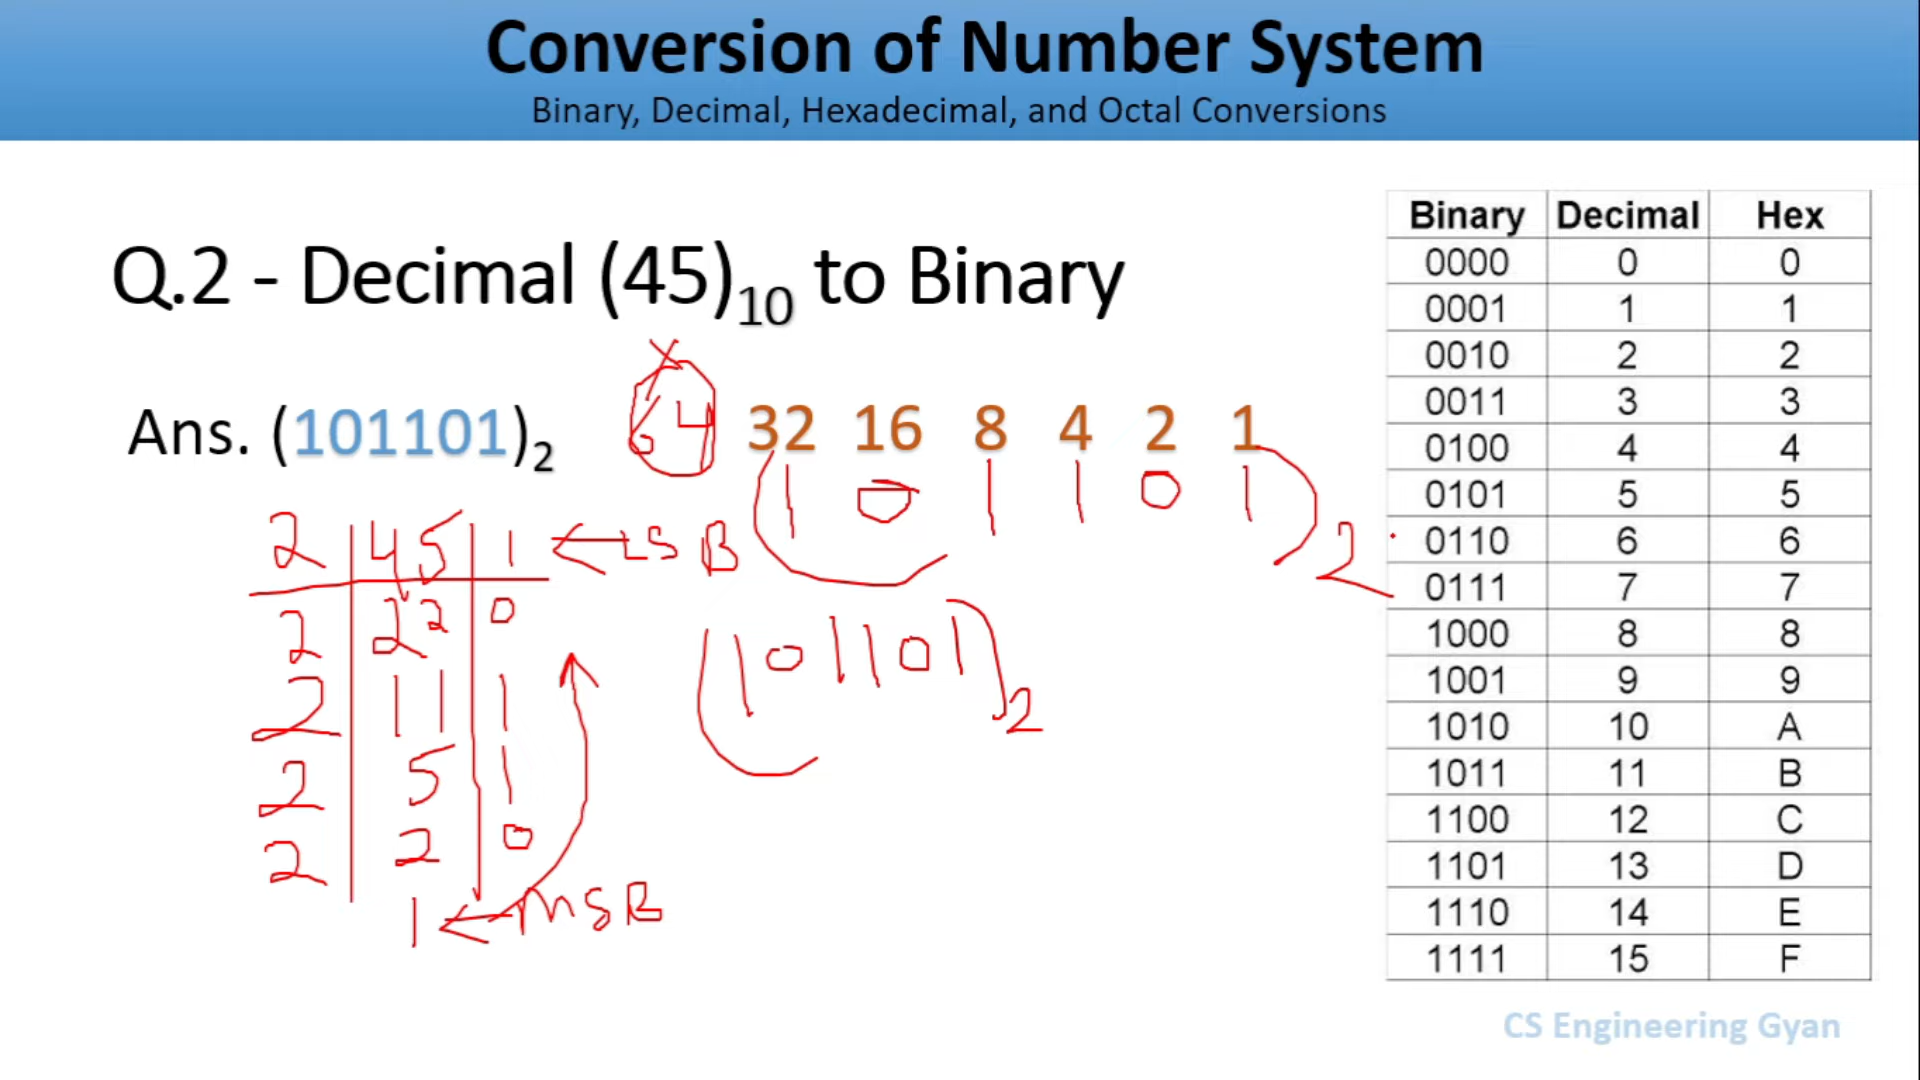 Conversion of Number System
Binary, Decimal, Hexadecimal, and Octal Conversions
Q.2 - Decimal (45)10 to Binary
Ans. (101101)2
64 32 16 8 4 2 1
(1 0 1 1 0 1)2
2 45 1 ← LSB
2 22 0
2 11 1
2 5 1
2 2 0
1 ← MSB
(101101)2
Binary Decimal Hex
0000 0 0
0001 1 1
0010 2 2
0011 3 3
0100 4 4
0101 5 5
0110 6 6
0111 7 7
1000 8 8
1001 9 9
1010 10 A
1011 11 B
1100 12 C
1101 13 D
1110 14 E
1111 15 F
CS Engineering Gyan